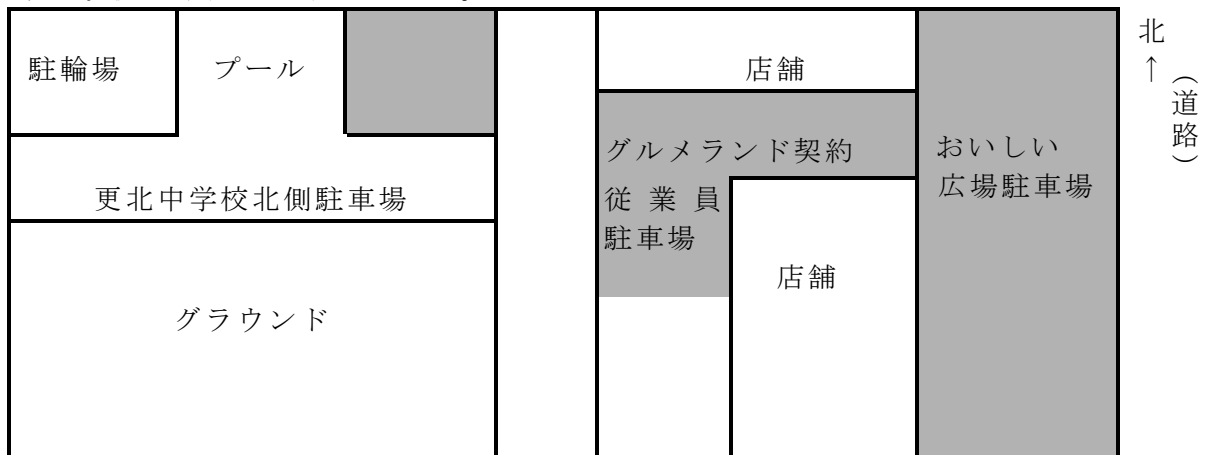 駐輪場
プール
店舗
北
↑
（道路）
グルメランド契約
従業員
駐車場
おいしい
広場駐車場
更北中学校北側駐車場
店舗
グラウンド